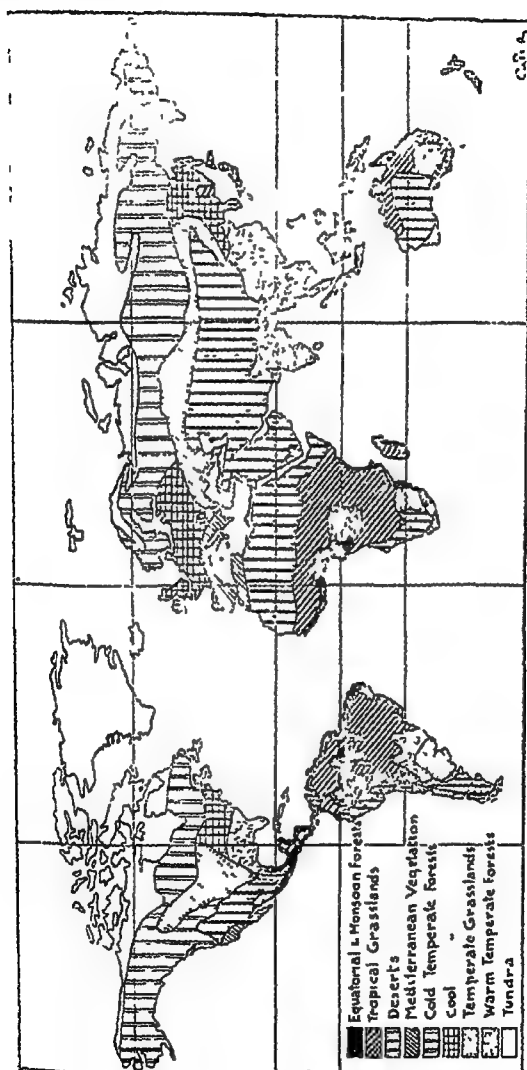 Equatorial & Monsoon Forests
Tropical Grasslands
Deserts
Mediterranean Vegetation
Cold Temperate Forests
Cool " "
Temperate Grasslands
Warm Temperate Forests
Tundra